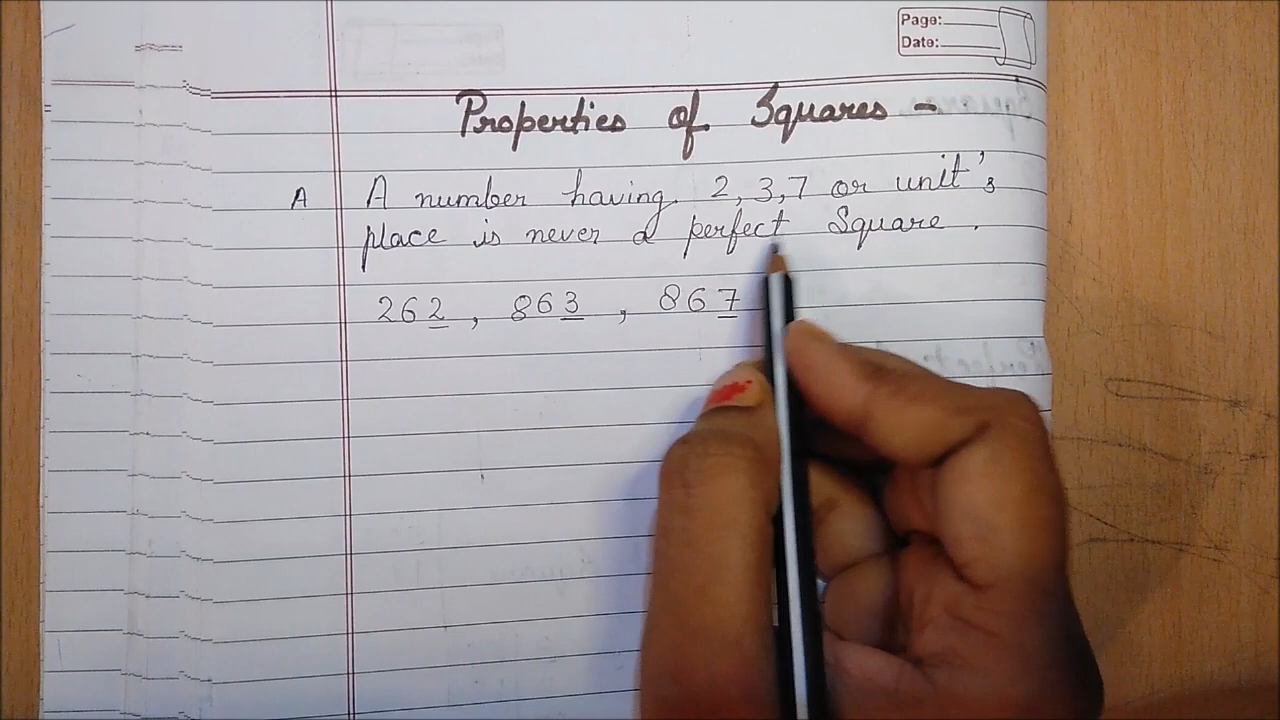 Page:
Date:
Properties of Squares -
A A number having 2, 3, 7 or unit's
place is never a perfect Square.
262, 863, 867